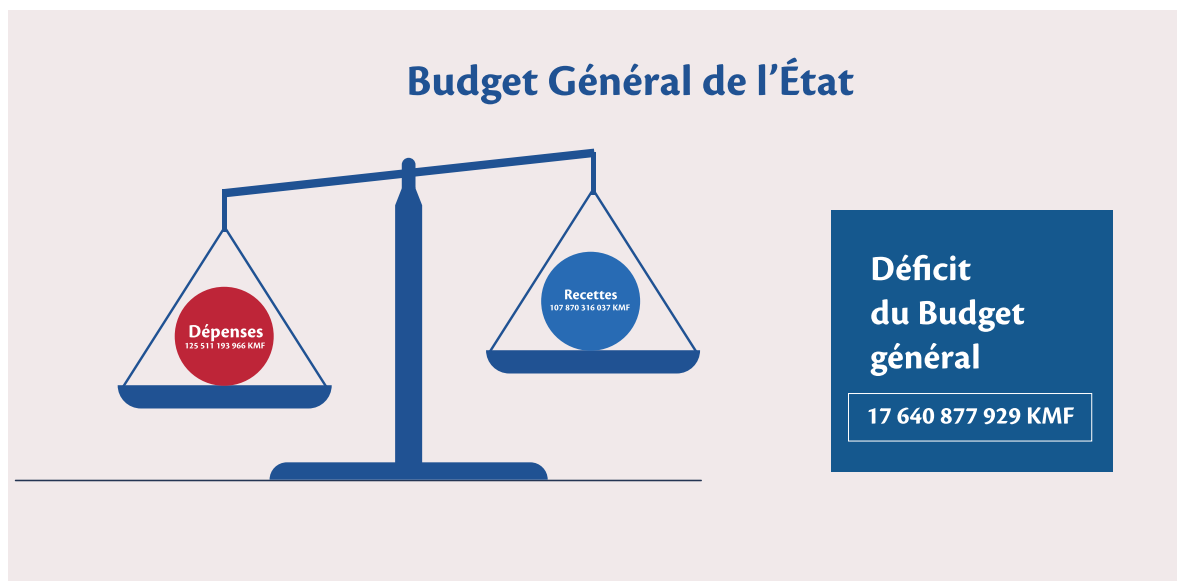 Budget Général de l’État
Dépenses
125 511 193 966 KMF
Recettes
107 870 316 037 KMF
Déficit
du Budget
général
17 640 877 929 KMF